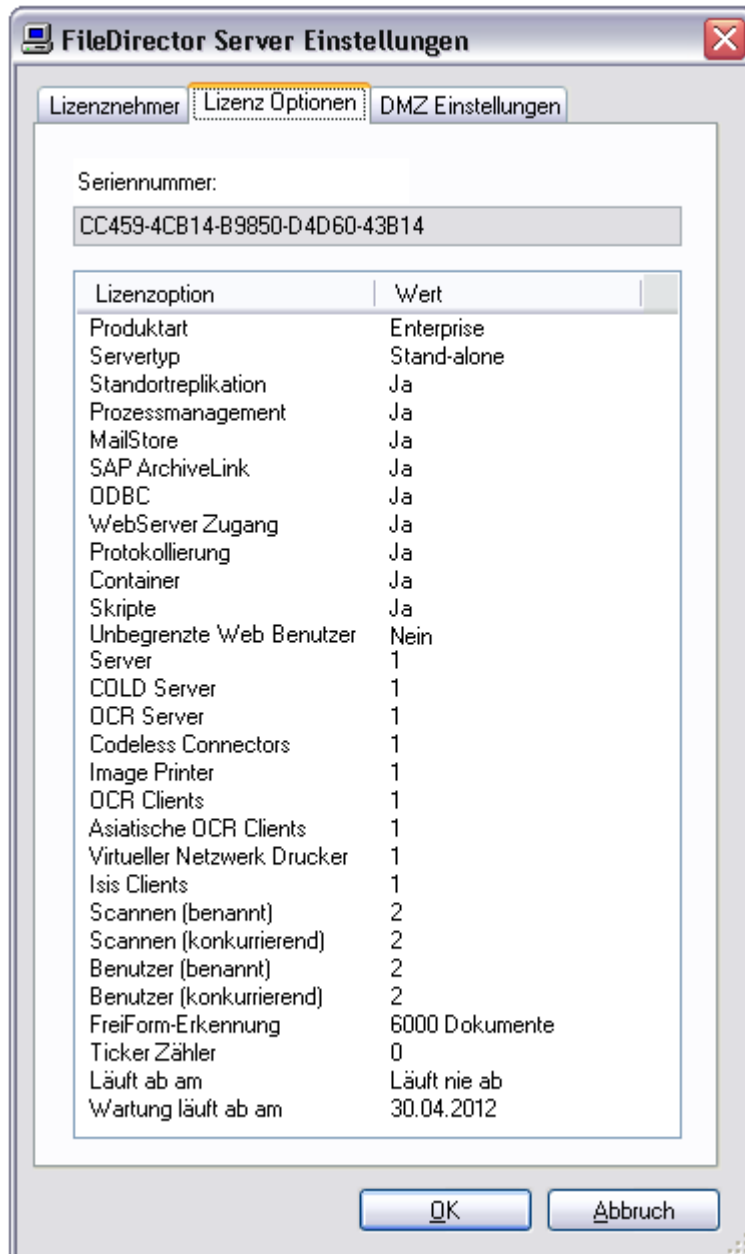 FileDirector Server Einstellungen
Lizenznehmer Lizenz Optionen DMZ Einstellungen
Seriennummer:
CC459-4CB14-B9850-D4D60-43B14
Lizenzoption Wert
Produktart Enterprise
Servertyp Stand-alone
Standortreplikation Ja
Prozessmanagement Ja
MailStore Ja
SAP ArchiveLink Ja
ODBC Ja
WebServer Zugang Ja
Protokollierung Ja
Container Ja
Skripte Ja
Unbegrenzte Web Benutzer Nein
Server 1
COLD Server 1
OCR Server 1
Codeless Connectors 1
Image Printer 1
OCR Clients 1
Asiatische OCR Clients 1
Virtueller Netzwerk Drucker 1
Isis Clients 1
Scannen (benannt) 2
Scannen (konkurrierend) 2
Benutzer (benannt) 2
Benutzer (konkurrierend) 2
FreiForm-Erkennung 6000 Dokumente
Ticker Zähler 0
Läuft ab am Läuft nie ab
Wartung läuft ab am 30.04.2012
OK Abbruch